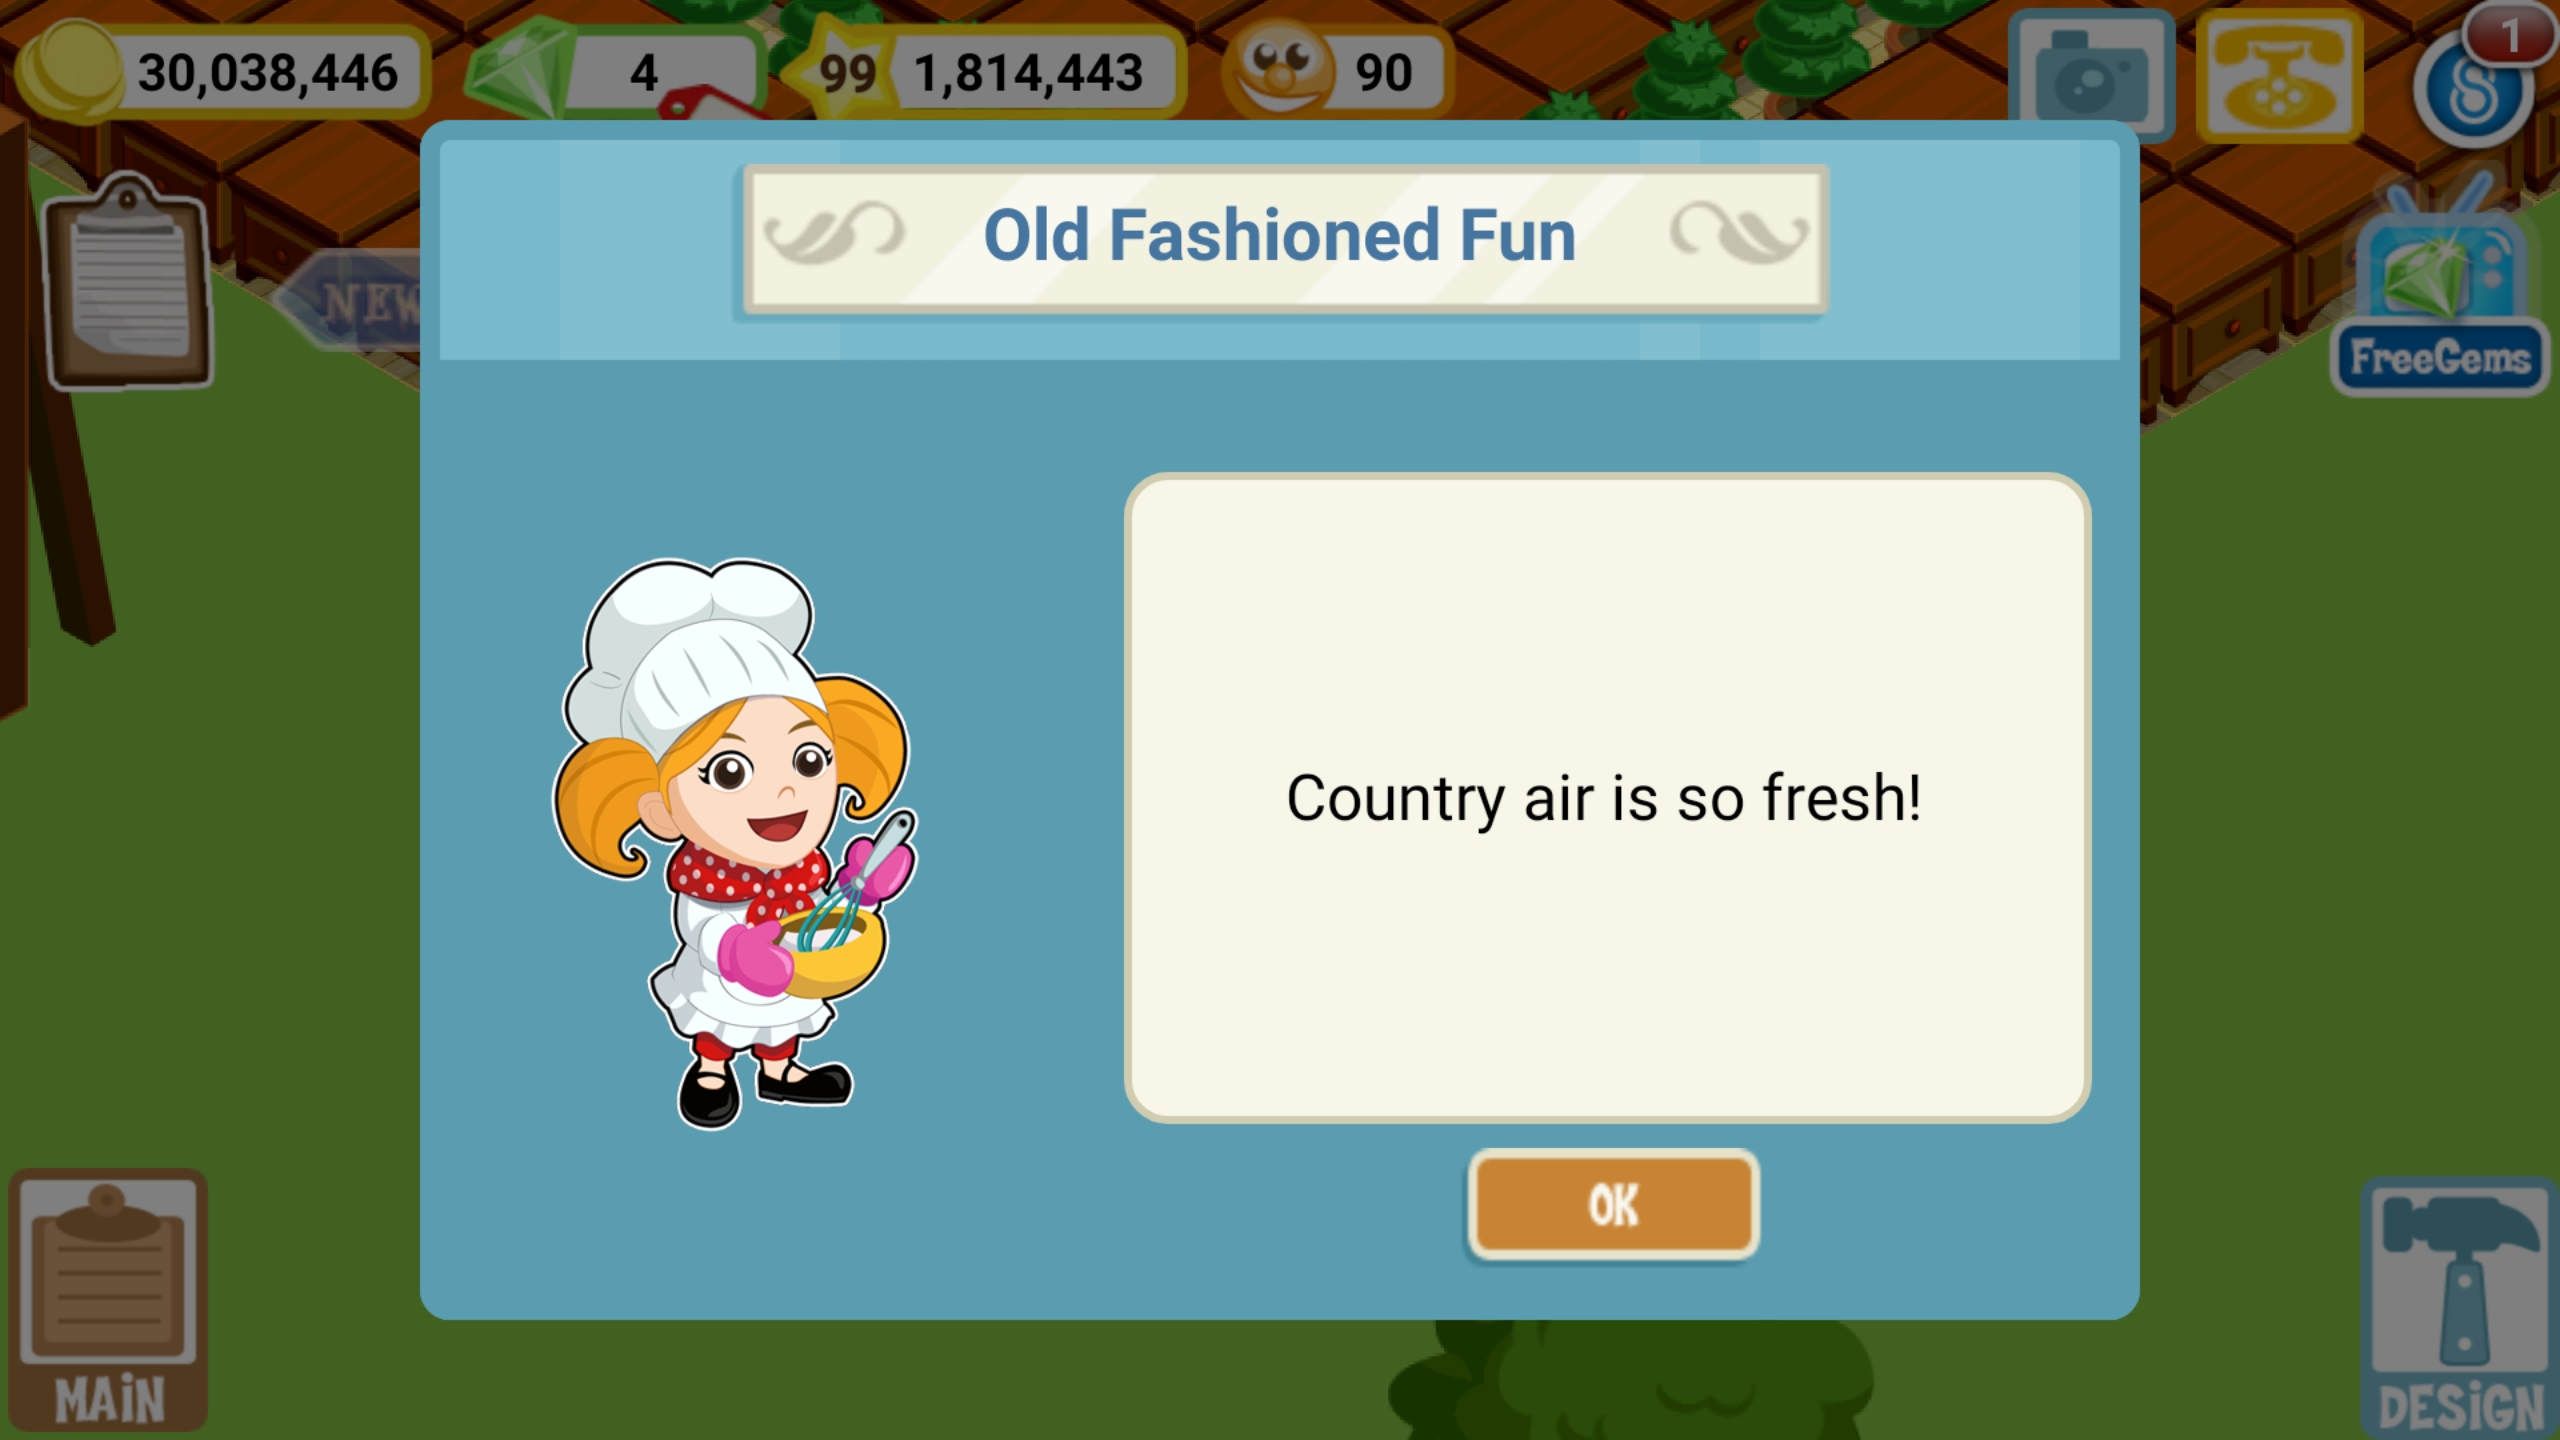 30,038,446
4
99 1,814,443
90
1
NEW
FreeGems
Old Fashioned Fun
Country air is so fresh!
OK
MAiN
DESiGN